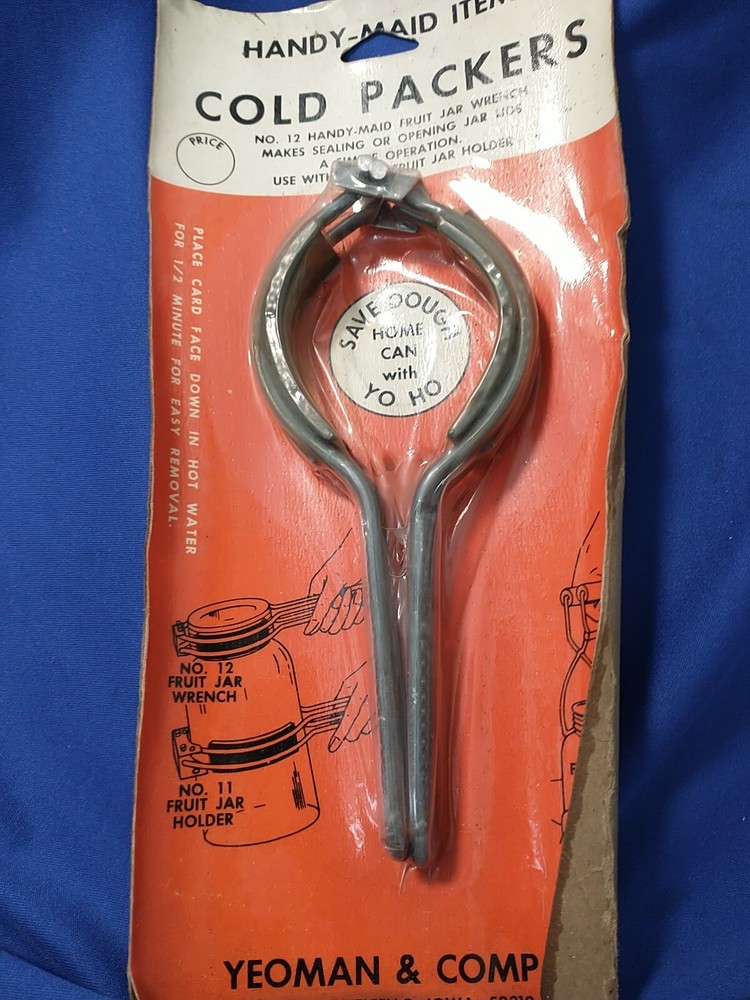 HANDY-MAID ITEM
COLD PACKERS
PRICE
NO. 12 HANDY-MAID FRUIT JAR WRENCH
MAKES SEALING OR OPENING JAR LIDS
A SIMPLE OPERATION.
USE WITH FRUIT JAR HOLDER
PLACE CARD FACE DOWN IN HOT WATER
FOR 1/2 MINUTE FOR EASY REMOVAL.
SAVE DOUGH
HOME
CAN
with
YO HO
NO. 12
FRUIT JAR
WRENCH
NO. 11
FRUIT JAR
HOLDER
YEOMAN & COMP
IOWA